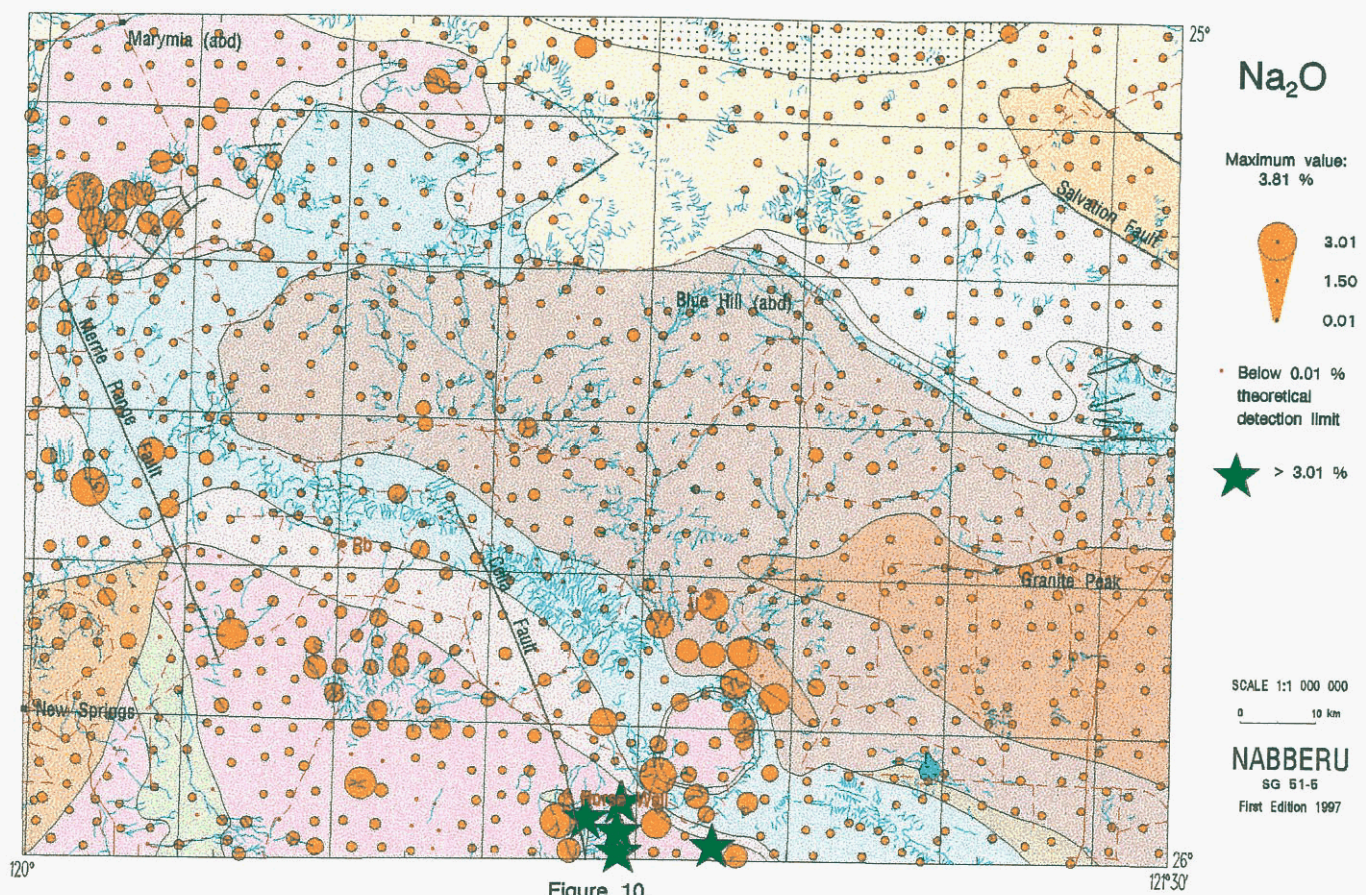 Marymia (abd)
25°
Na₂O
Maximum value:
3.81 %
3.01
1.50
0.01
Below 0.01 %
theoretical
detection limit
> 3.01 %
Salvation Fault
Blue Hill (abd)
Merrie Range Fault
Bb
Fault
Granite Peak
New Springs
SCALE 1:1 000 000
0 10 km
NABBERU
SG 51-5
First Edition 1997
120°
26°
121°30'
Figure 10